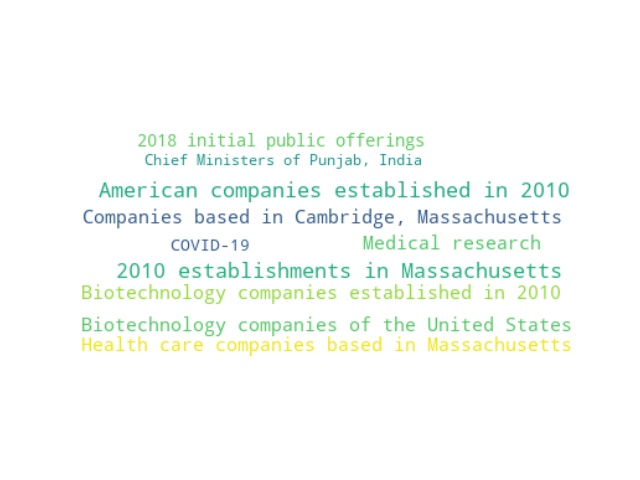 2018 initial public offerings
Chief Ministers of Punjab, India
American companies established in 2010
Companies based in Cambridge, Massachusetts
COVID-19 Medical research
2010 establishments in Massachusetts
Biotechnology companies established in 2010
Biotechnology companies of the United States
Health care companies based in Massachusetts